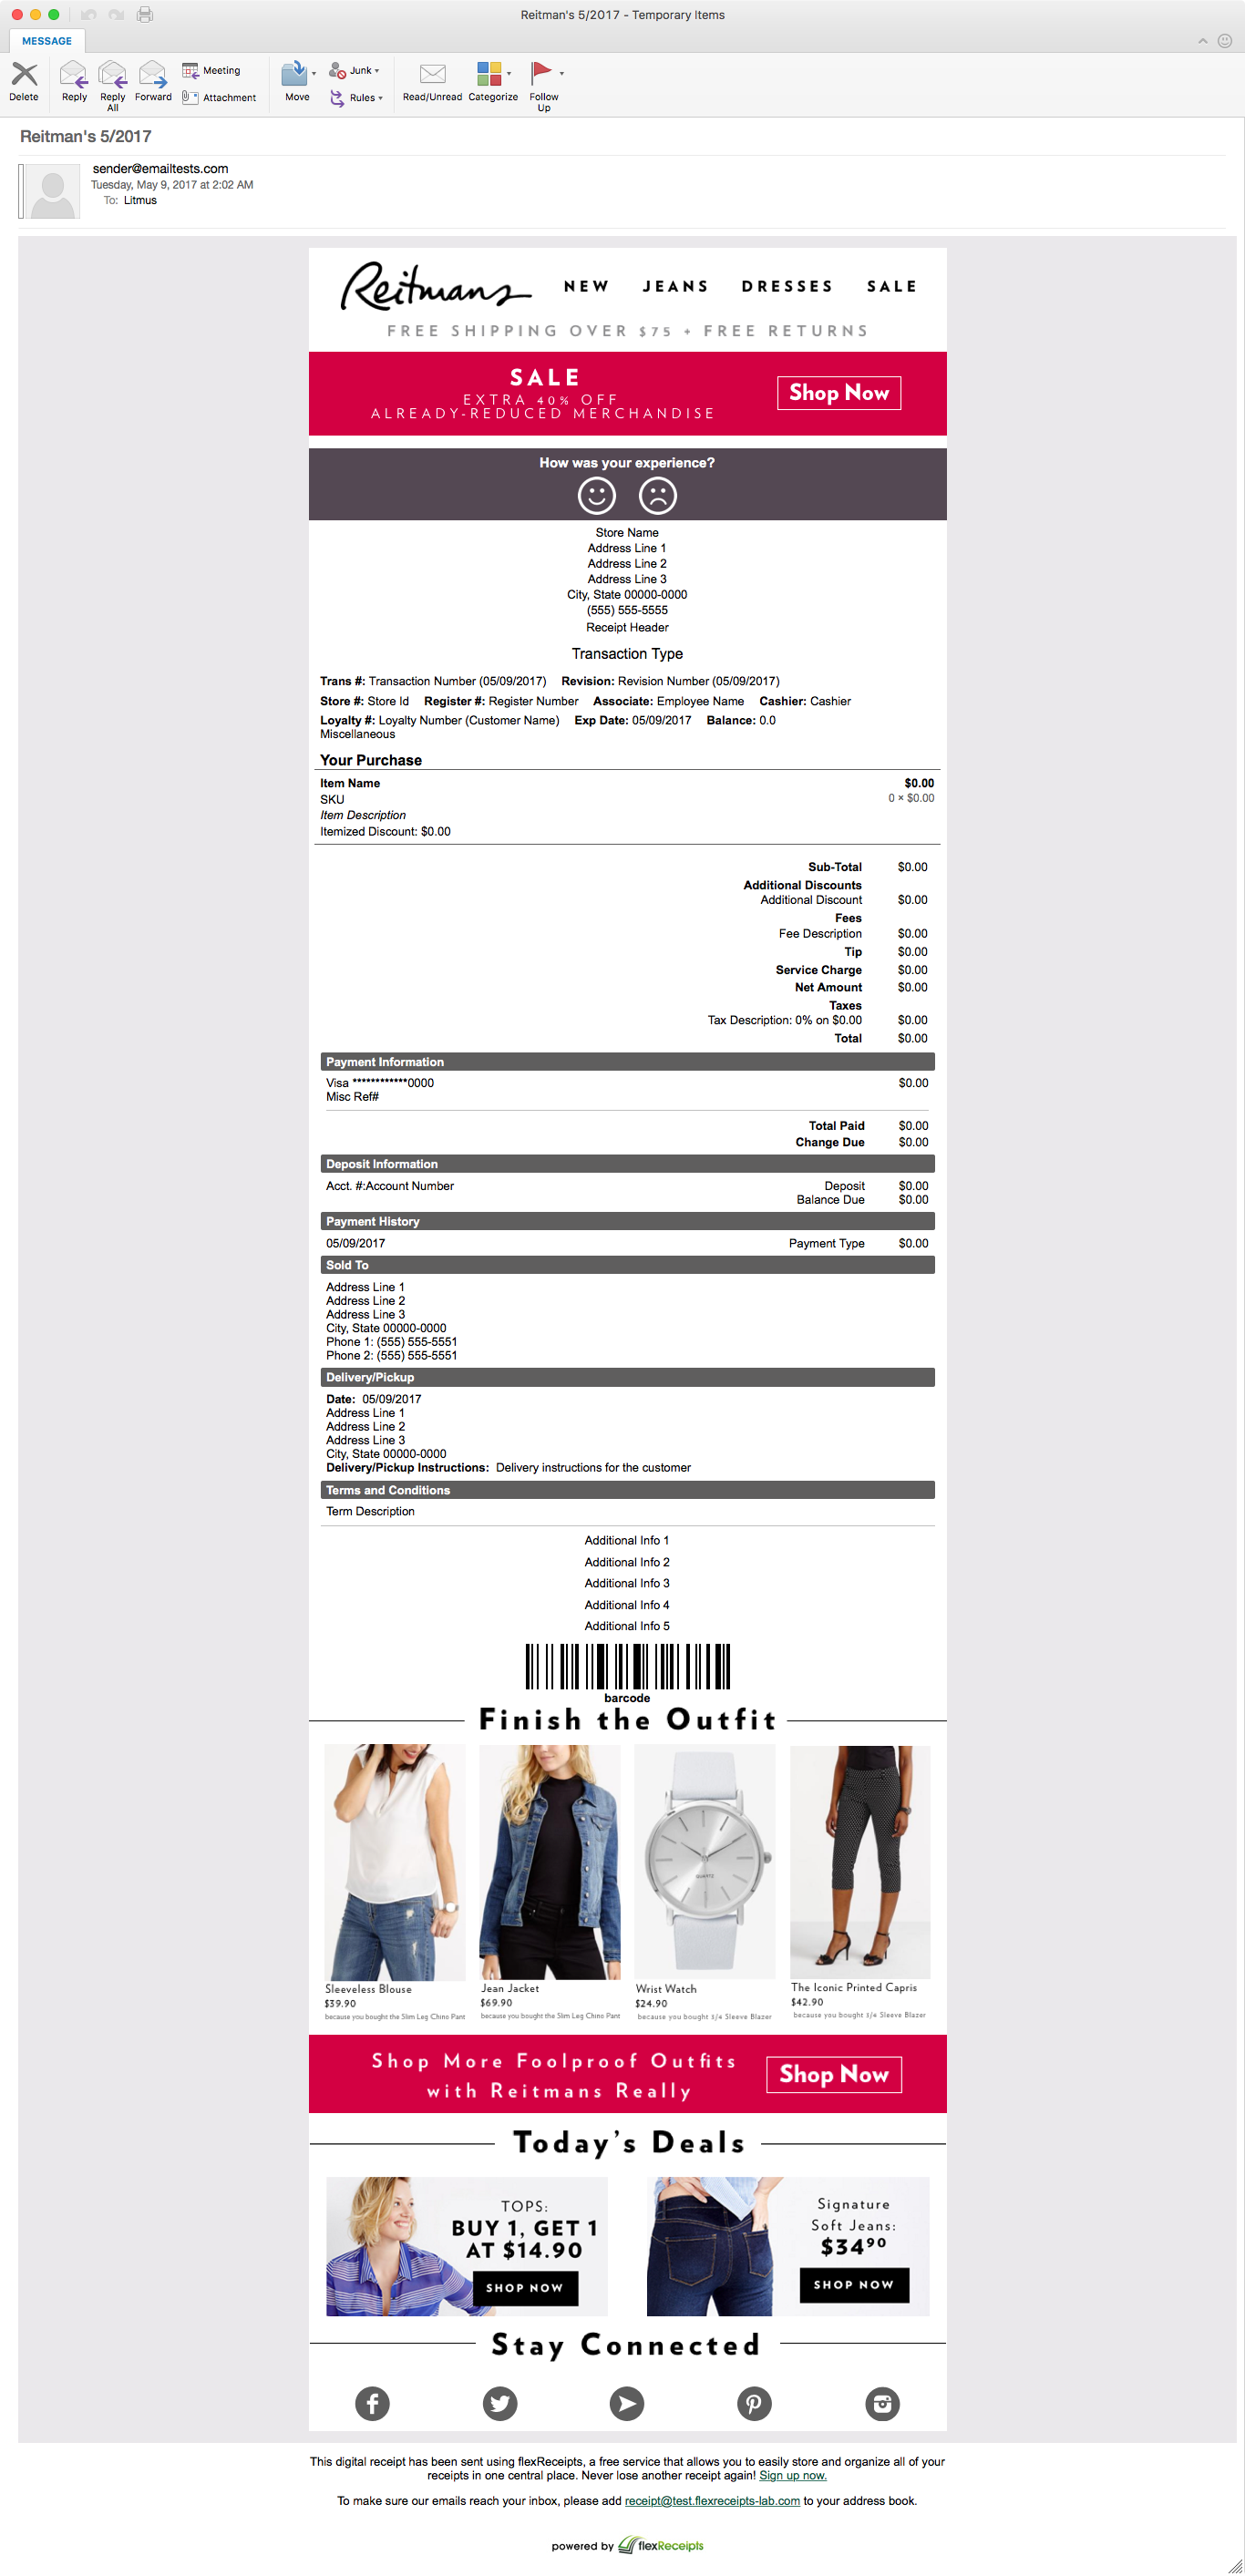 Reitman's 5/2017 - Temporary Items
MESSAGE
Delete
Reply
Reply All
Forward
Meeting
Attachment
Move
Junk
Rules
Read/Unread
Categorize
Follow Up
Reitman's 5/2017
sender@emailtests.com
Tuesday, May 9, 2017 at 2:02 AM
To: Litmus
Reitmans NEW JEANS DRESSES SALE
FREE SHIPPING OVER $75 + FREE RETURNS
SALE
EXTRA 40% OFF
ALREADY-REDUCED MERCHANDISE
Shop Now
How was your experience?
Store Name
Address Line 1
Address Line 2
Address Line 3
City, State 00000-0000
(555) 555-5555
Receipt Header
Transaction Type
Trans #: Transaction Number (05/09/2017) Revision: Revision Number (05/09/2017)
Store #: Store Id Register #: Register Number Associate: Employee Name Cashier: Cashier
Loyalty #: Loyalty Number (Customer Name) Exp Date: 05/09/2017 Balance: 0.0
Miscellaneous
Your Purchase
Item Name $0.00
SKU 0 × $0.00
Item Description
Itemized Discount: $0.00
Sub-Total $0.00
Additional Discounts
Additional Discount $0.00
Fees
Fee Description $0.00
Tip $0.00
Service Charge $0.00
Net Amount $0.00
Taxes
Tax Description: 0% on $0.00 $0.00
Total $0.00
Payment Information
Visa ************0000 $0.00
Misc Ref#
Total Paid $0.00
Change Due $0.00
Deposit Information
Acct. #:Account Number Deposit $0.00
Balance Due $0.00
Payment History
05/09/2017 Payment Type $0.00
Sold To
Address Line 1
Address Line 2
Address Line 3
City, State 00000-0000
Phone 1: (555) 555-5551
Phone 2: (555) 555-5551
Delivery/Pickup
Date: 05/09/2017
Address Line 1
Address Line 2
Address Line 3
City, State 00000-0000
Delivery/Pickup Instructions: Delivery instructions for the customer
Terms and Conditions
Term Description
Additional Info 1
Additional Info 2
Additional Info 3
Additional Info 4
Additional Info 5
barcode
Finish the Outfit
QUARTZ
Sleeveless Blouse
$39.90
because you bought the Slim Leg Chino Pant
Jean Jacket
$69.90
because you bought the Slim Leg Chino Pant
Wrist Watch
$24.90
because you bought 3/4 Sleeve Blazer
The Iconic Printed Capris
$42.90
because you bought 3/4 Sleeve Blazer
Shop More Foolproof Outfits
with Reitmans Really
Shop Now
Today's Deals
TOPS:
BUY 1, GET 1
AT $14.90
SHOP NOW
Signature
Soft Jeans:
$34⁹⁰
SHOP NOW
Stay Connected
This digital receipt has been sent using flexReceipts, a free service that allows you to easily store and organize all of your
receipts in one central place. Never lose another receipt again! Sign up now.
To make sure our emails reach your inbox, please add receipt@test.flexreceipts-lab.com to your address book.
powered by flexReceipts